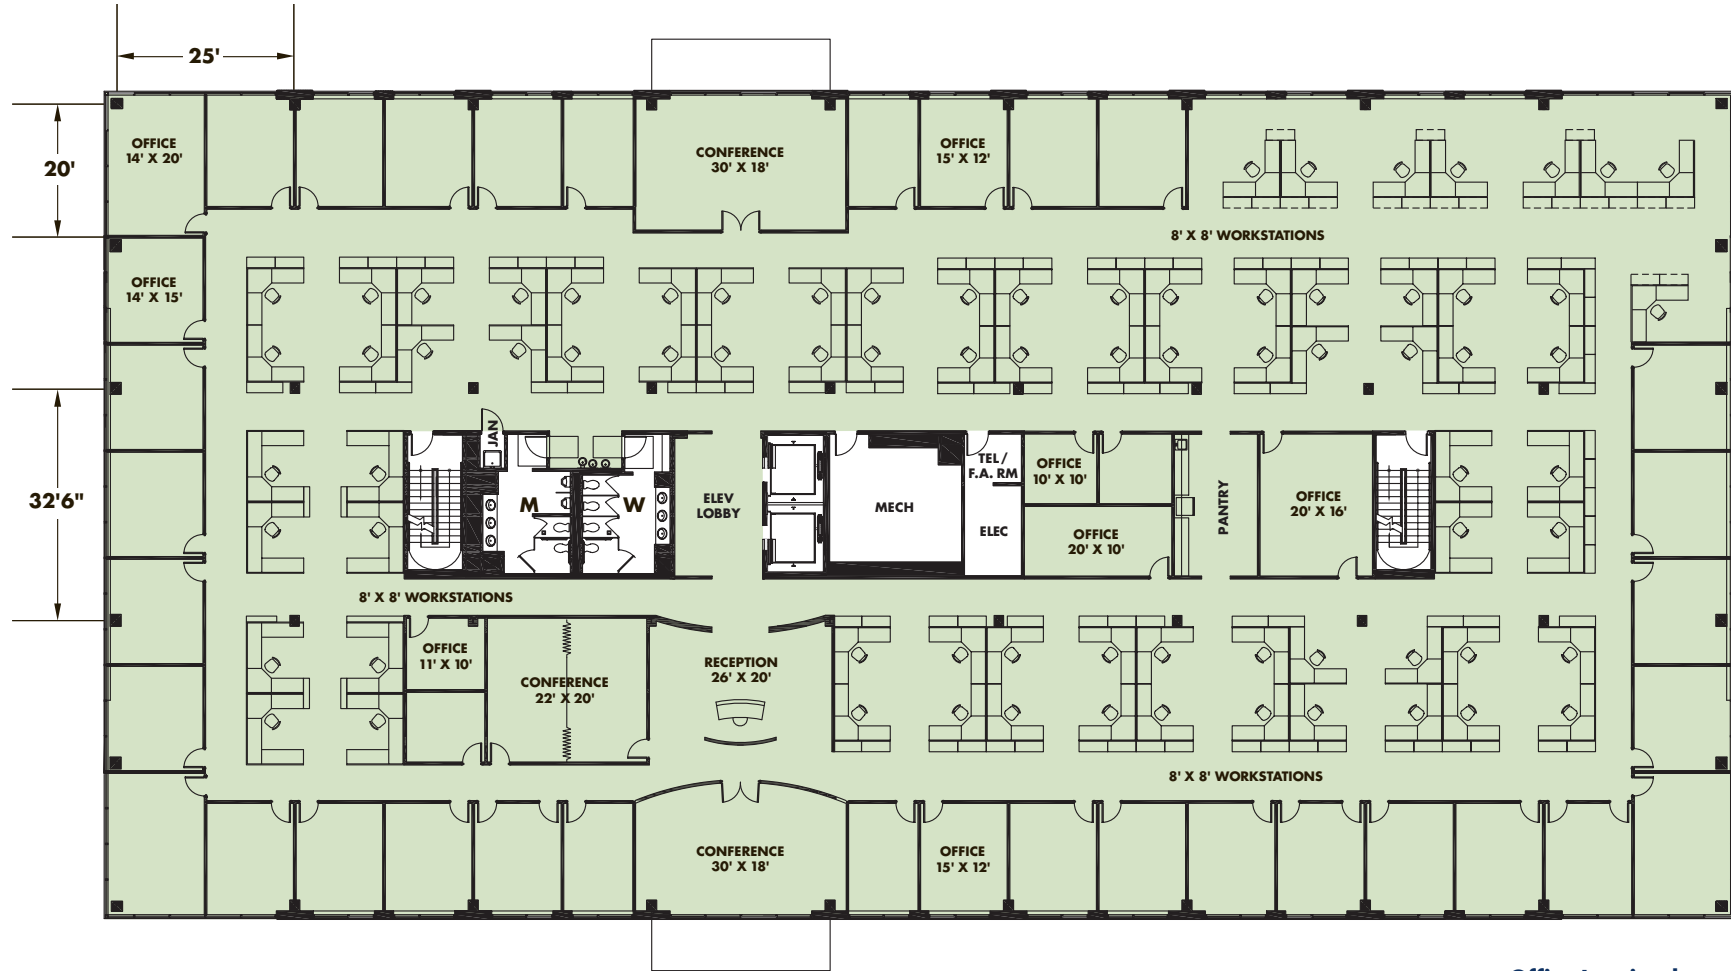 25'
20'
OFFICE
14' X 20'
CONFERENCE
30' X 18'
OFFICE
15' X 12'
8' X 8' WORKSTATIONS
OFFICE
14' X 15'
32'6"
JAN
M
W
ELEV
LOBBY
MECH
TEL /
F.A. RM
ELEC
OFFICE
10' X 10'
OFFICE
20' X 10'
PANTRY
OFFICE
20' X 16'
8' X 8' WORKSTATIONS
OFFICE
11' X 10'
CONFERENCE
22' X 20'
RECEPTION
26' X 20'
8' X 8' WORKSTATIONS
CONFERENCE
30' X 18'
OFFICE
15' X 12'